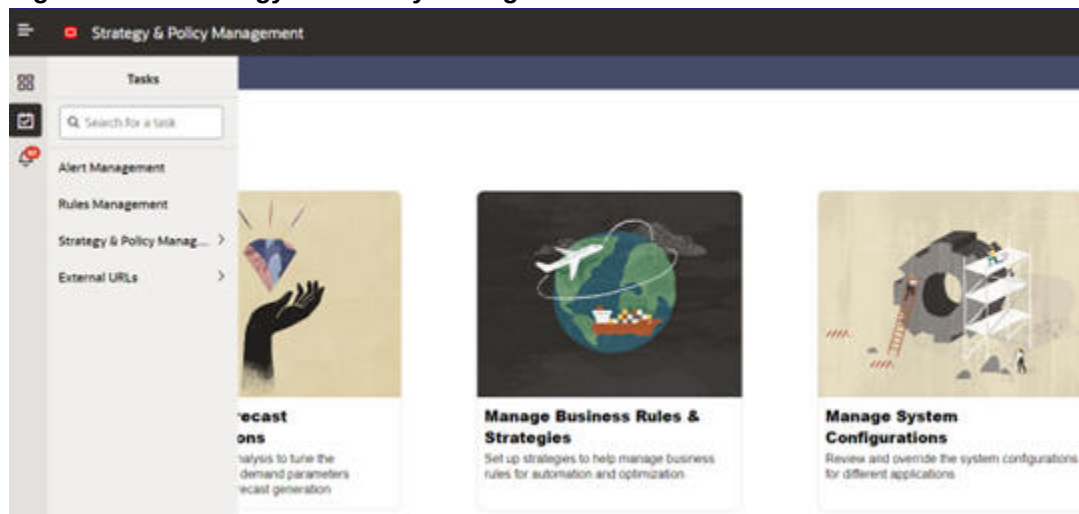 Strategy & Policy Management
Tasks
Search for a task
Alert Management
Rules Management
Strategy & Policy Manag...
External URLs
recast
ons
nalysis to tune the
demand parameters
recast generation
Manage Business Rules &
Strategies
Set up strategies to help manage business
rules for automation and optimization
Manage System
Configurations
Review and override the system configurations
for different applications